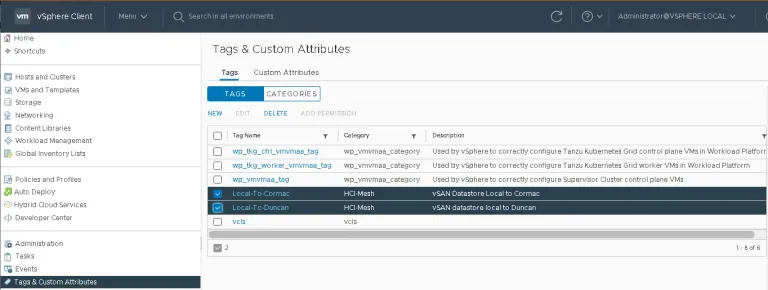 vm vSphere Client Menu Search in all environments Administrator@VSPHERE.LOCAL
Home
Shortcuts
Hosts and Clusters
VMs and Templates
Storage
Networking
Content Libraries
Workload Management
Global Inventory Lists
Policies and Profiles
Auto Deploy
Hybrid Cloud Services
Developer Center
Administration
Tasks
Events
Tags & Custom Attributes
Tags & Custom Attributes
Tags Custom Attributes
TAGS CATEGORIES
NEW EDIT DELETE ADD PERMISSION
Tag Name Category Description
wp_tkg_ctrl_vmvmaa_tag wp_vmvmaa_category Used by vSphere to correctly configure Tanzu Kubernetes Grid control plane VMs in Workload Platfor
wp_tkg_worker_vmvmaa_tag wp_vmvmaa_category Used by vSphere to correctly configure Tanzu Kubernetes Grid worker VMs in Workload Platform
wp_vmvmaa_tag wp_vmvmaa_category Used by vSphere to correctly configure Supervisor Cluster control plane VMs
Local-To-Cormac HCI-Mesh vSAN Datastore Local to Cormac
Local-To-Duncan HCI-Mesh vSAN datastore local to Duncan
vcls vcls
2 1 - 6 of 6